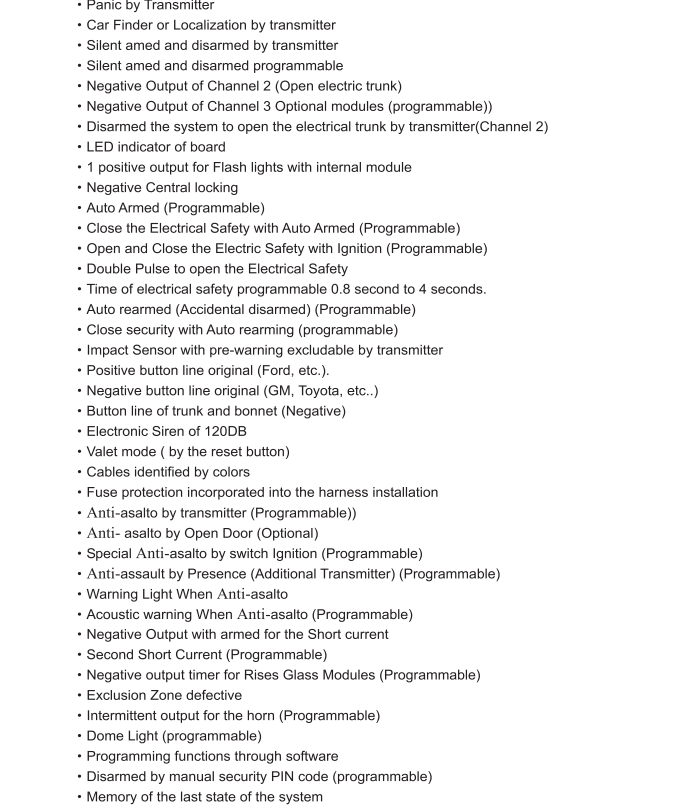 • Panic by Transmitter
• Car Finder or Localization by transmitter
• Silent amed and disarmed by transmitter
• Silent amed and disarmed programmable
• Negative Output of Channel 2 (Open electric trunk)
• Negative Output of Channel 3 Optional modules (programmable))
• Disarmed the system to open the electrical trunk by transmitter(Channel 2)
• LED indicator of board
• 1 positive output for Flash lights with internal module
• Negative Central locking
• Auto Armed (Programmable)
• Close the Electrical Safety with Auto Armed (Programmable)
• Open and Close the Electric Safety with Ignition (Programmable)
• Double Pulse to open the Electrical Safety
• Time of electrical safety programmable 0.8 second to 4 seconds.
• Auto rearmed (Accidental disarmed) (Programmable)
• Close security with Auto rearming (programmable)
• Impact Sensor with pre-warning excludable by transmitter
• Positive button line original (Ford, etc.).
• Negative button line original (GM, Toyota, etc..)
• Button line of trunk and bonnet (Negative)
• Electronic Siren of 120DB
• Valet mode ( by the reset button)
• Cables identified by colors
• Fuse protection incorporated into the harness installation
• Anti-asalto by transmitter (Programmable))
• Anti- asalto by Open Door (Optional)
• Special Anti-asalto by switch Ignition (Programmable)
• Anti-assault by Presence (Additional Transmitter) (Programmable)
• Warning Light When Anti-asalto
• Acoustic warning When Anti-asalto (Programmable)
• Negative Output with armed for the Short current
• Second Short Current (Programmable)
• Negative output timer for Rises Glass Modules (Programmable)
• Exclusion Zone defective
• Intermittent output for the horn (Programmable)
• Dome Light (programmable)
• Programming functions through software
• Disarmed by manual security PIN code (programmable)
• Memory of the last state of the system